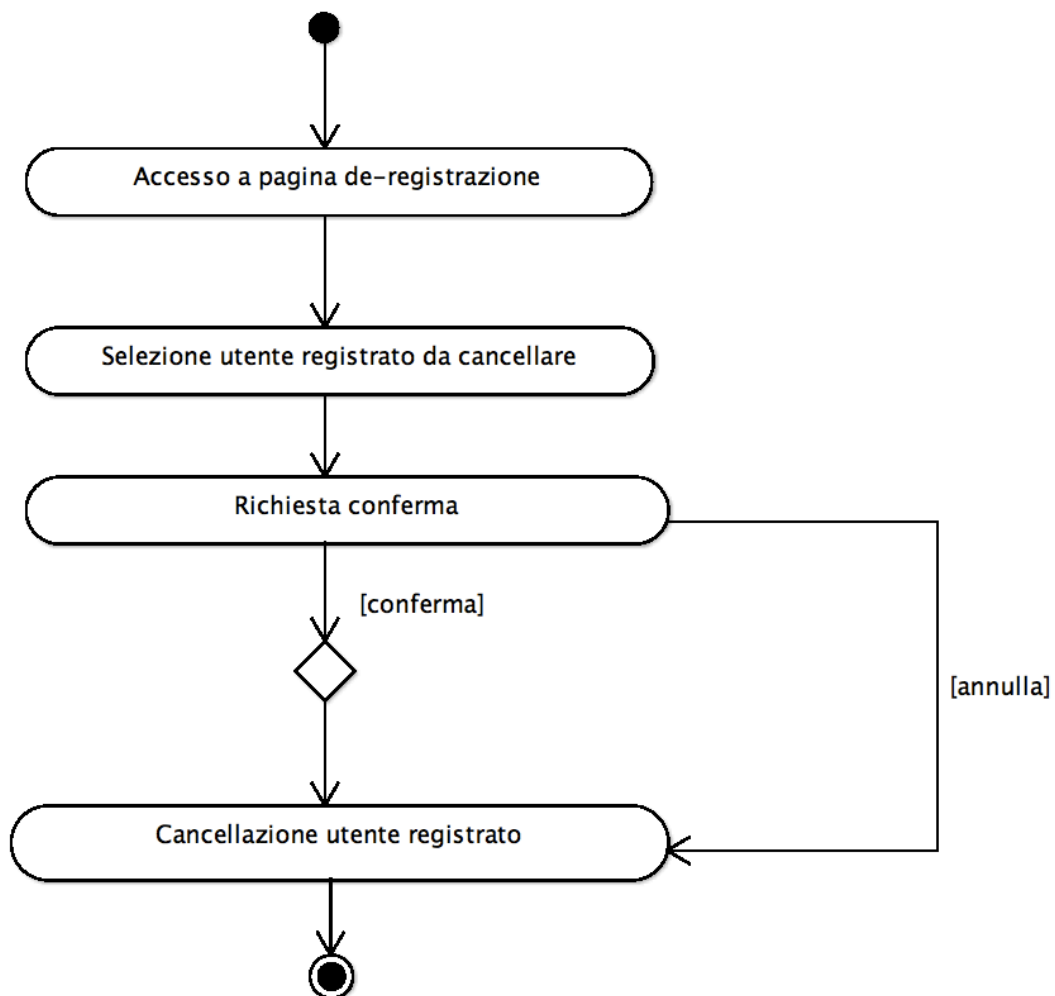 Accesso a pagina de-registrazione
Selezione utente registrato da cancellare
Richiesta conferma
[conferma]
[annulla]
Cancellazione utente registrato